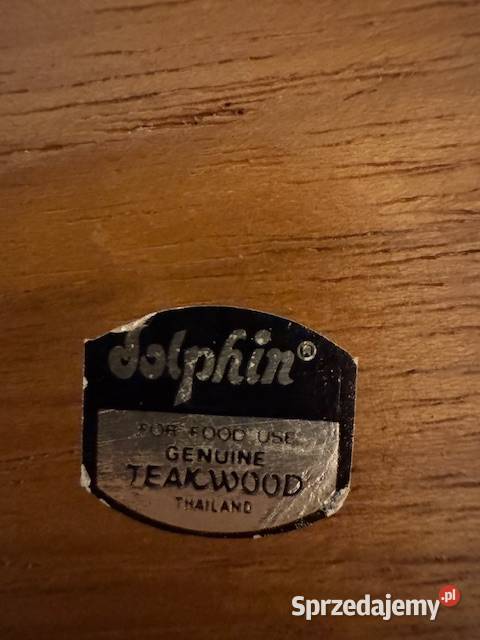 dolphin®
FOR FOOD USE
GENUINE
TEAKWOOD
THAILAND
Sprzedajemy.pl